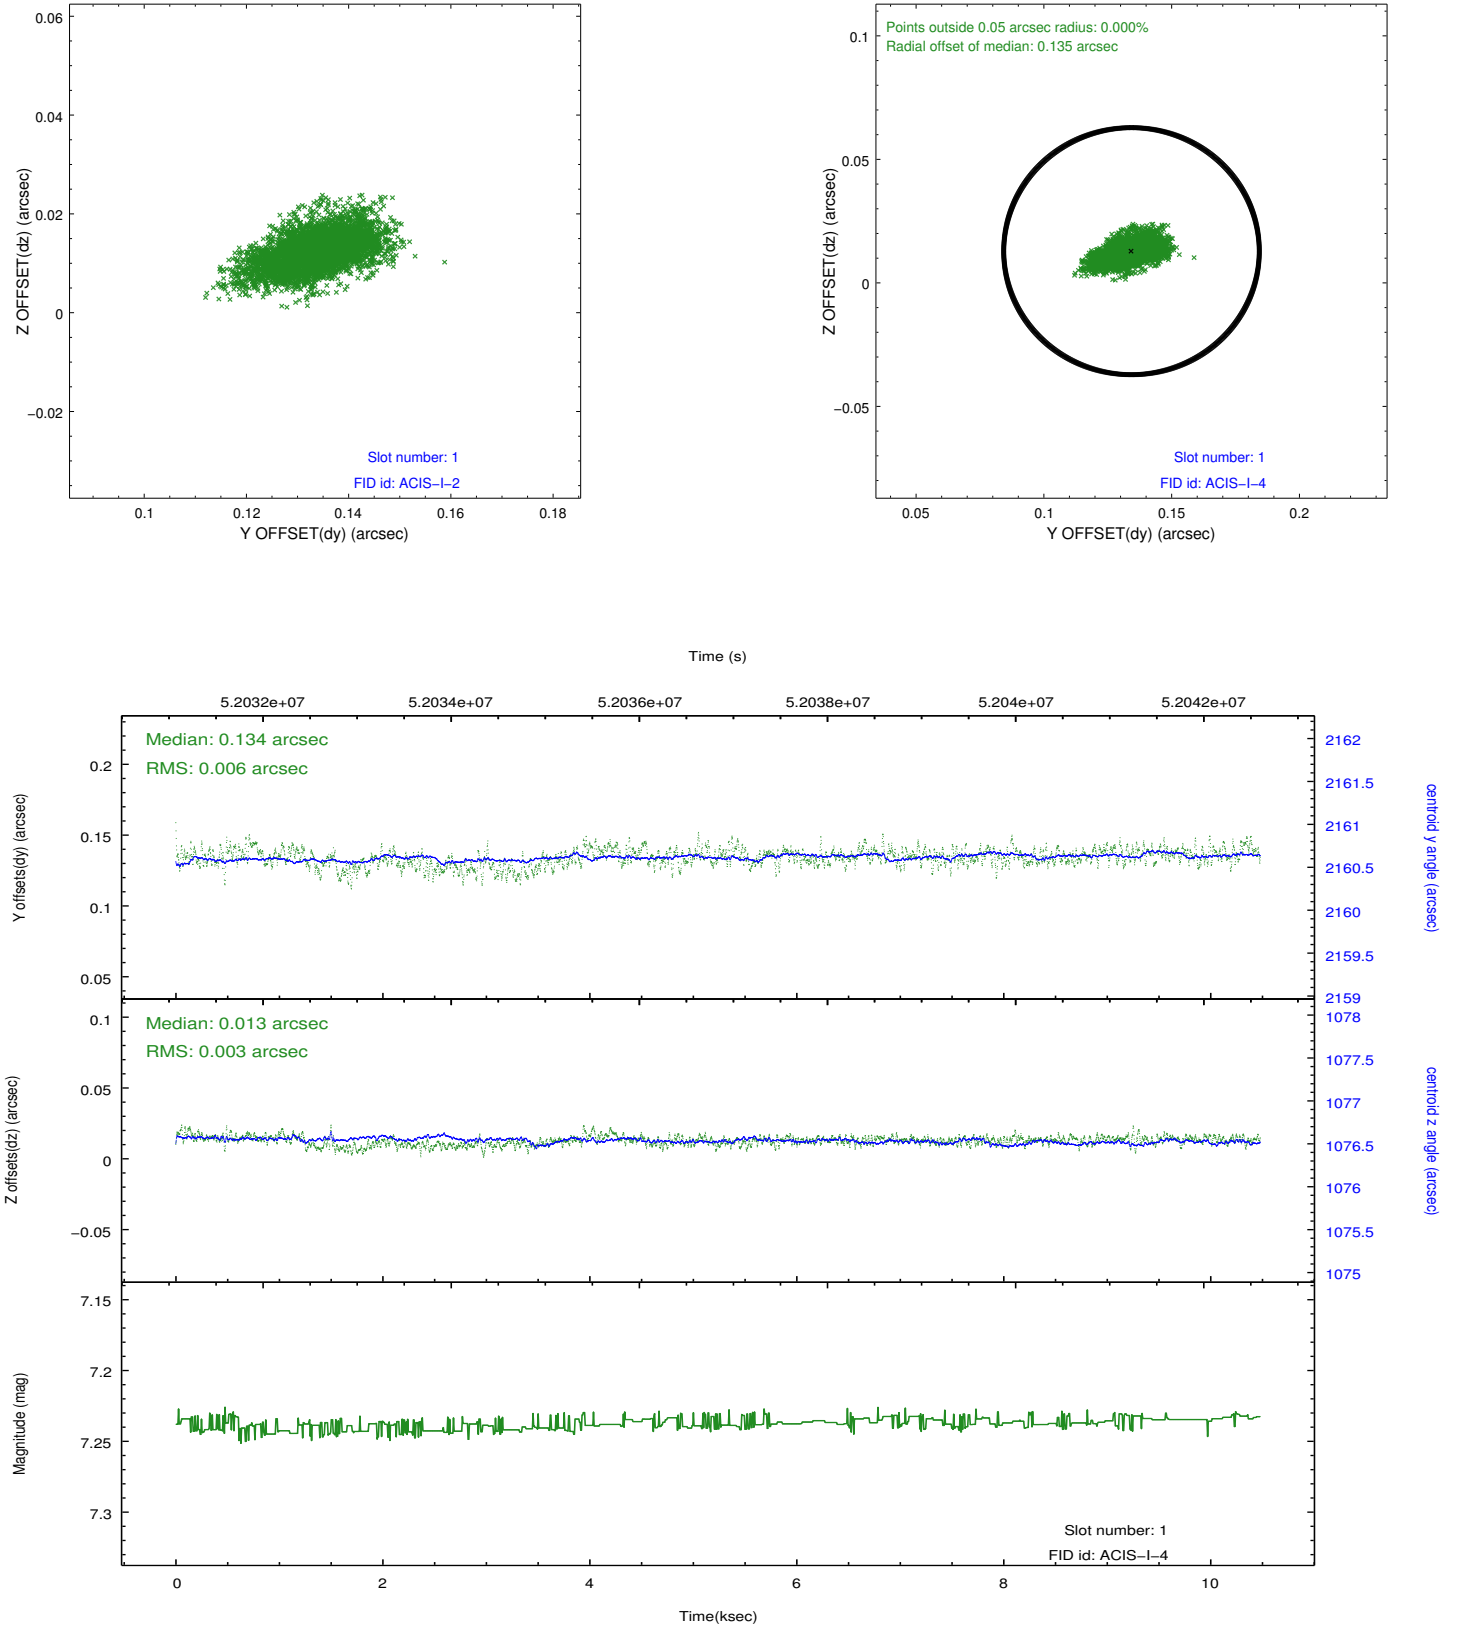 0.06
0.04
0.02
0
−0.02
Z OFFSET(dz) (arcsec)
Slot number: 1
FID id: ACIS−I−2
0.1
0.12
0.14
0.16
0.18
Y OFFSET(dy) (arcsec)
Points outside 0.05 arcsec radius: 0.000%
Radial offset of median: 0.135 arcsec
0.1
0.05
0
−0.05
Z OFFSET(dz) (arcsec)
Slot number: 1
FID id: ACIS−I−4
0.05
0.1
0.15
0.2
Y OFFSET(dy) (arcsec)
Time (s)
5.2032e+07
5.2034e+07
5.2036e+07
5.2038e+07
5.204e+07
5.2042e+07
Median: 0.134 arcsec
RMS: 0.006 arcsec
0.2
0.15
0.1
0.05
Y offsets(dy) (arcsec)
2162
2161.5
2161
2160.5
2160
2159.5
2159
centroid y angle (arcsec)
Median: 0.013 arcsec
RMS: 0.003 arcsec
0.1
0.05
0
−0.05
Z offsets(dz) (arcsec)
1078
1077.5
1077
1076.5
1076
1075.5
1075
centroid z angle (arcsec)
7.15
7.2
7.25
7.3
Magnitude (mag)
Slot number: 1
FID id: ACIS−I−4
0
2
4
6
8
10
Time(ksec)